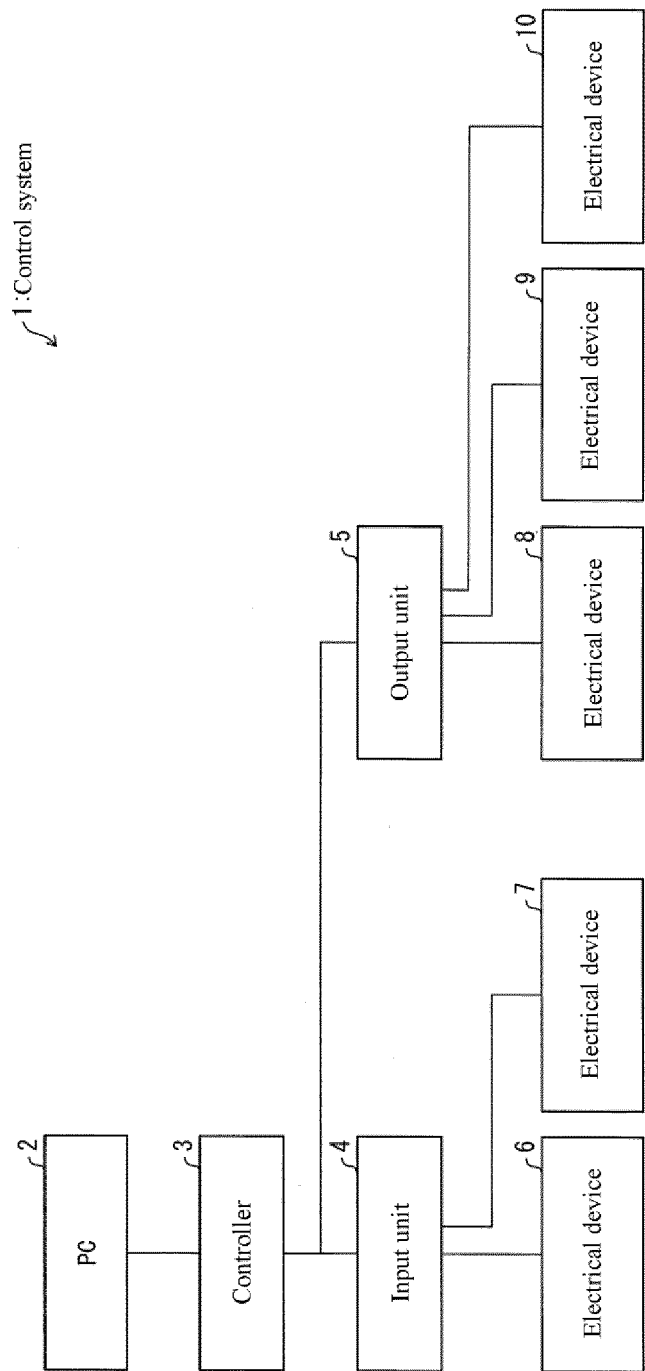 1:Control system
2
PC
3
Controller
4
Input unit
5
Output unit
6
Electrical device
7
Electrical device
8
Electrical device
9
Electrical device
10
Electrical device